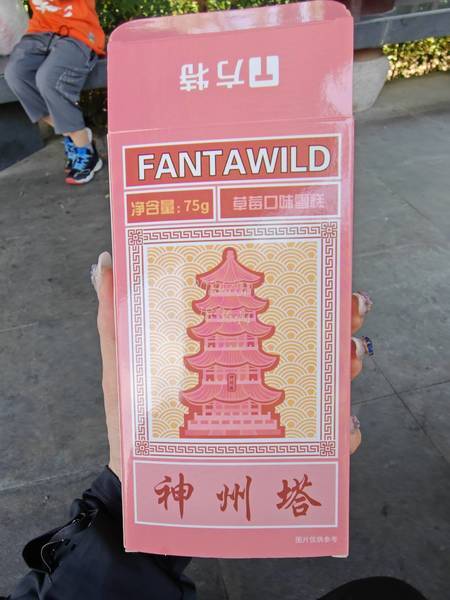 方特
FANTAWILD
净含量:75g
草莓口味雪糕
神州塔
图片仅供参考